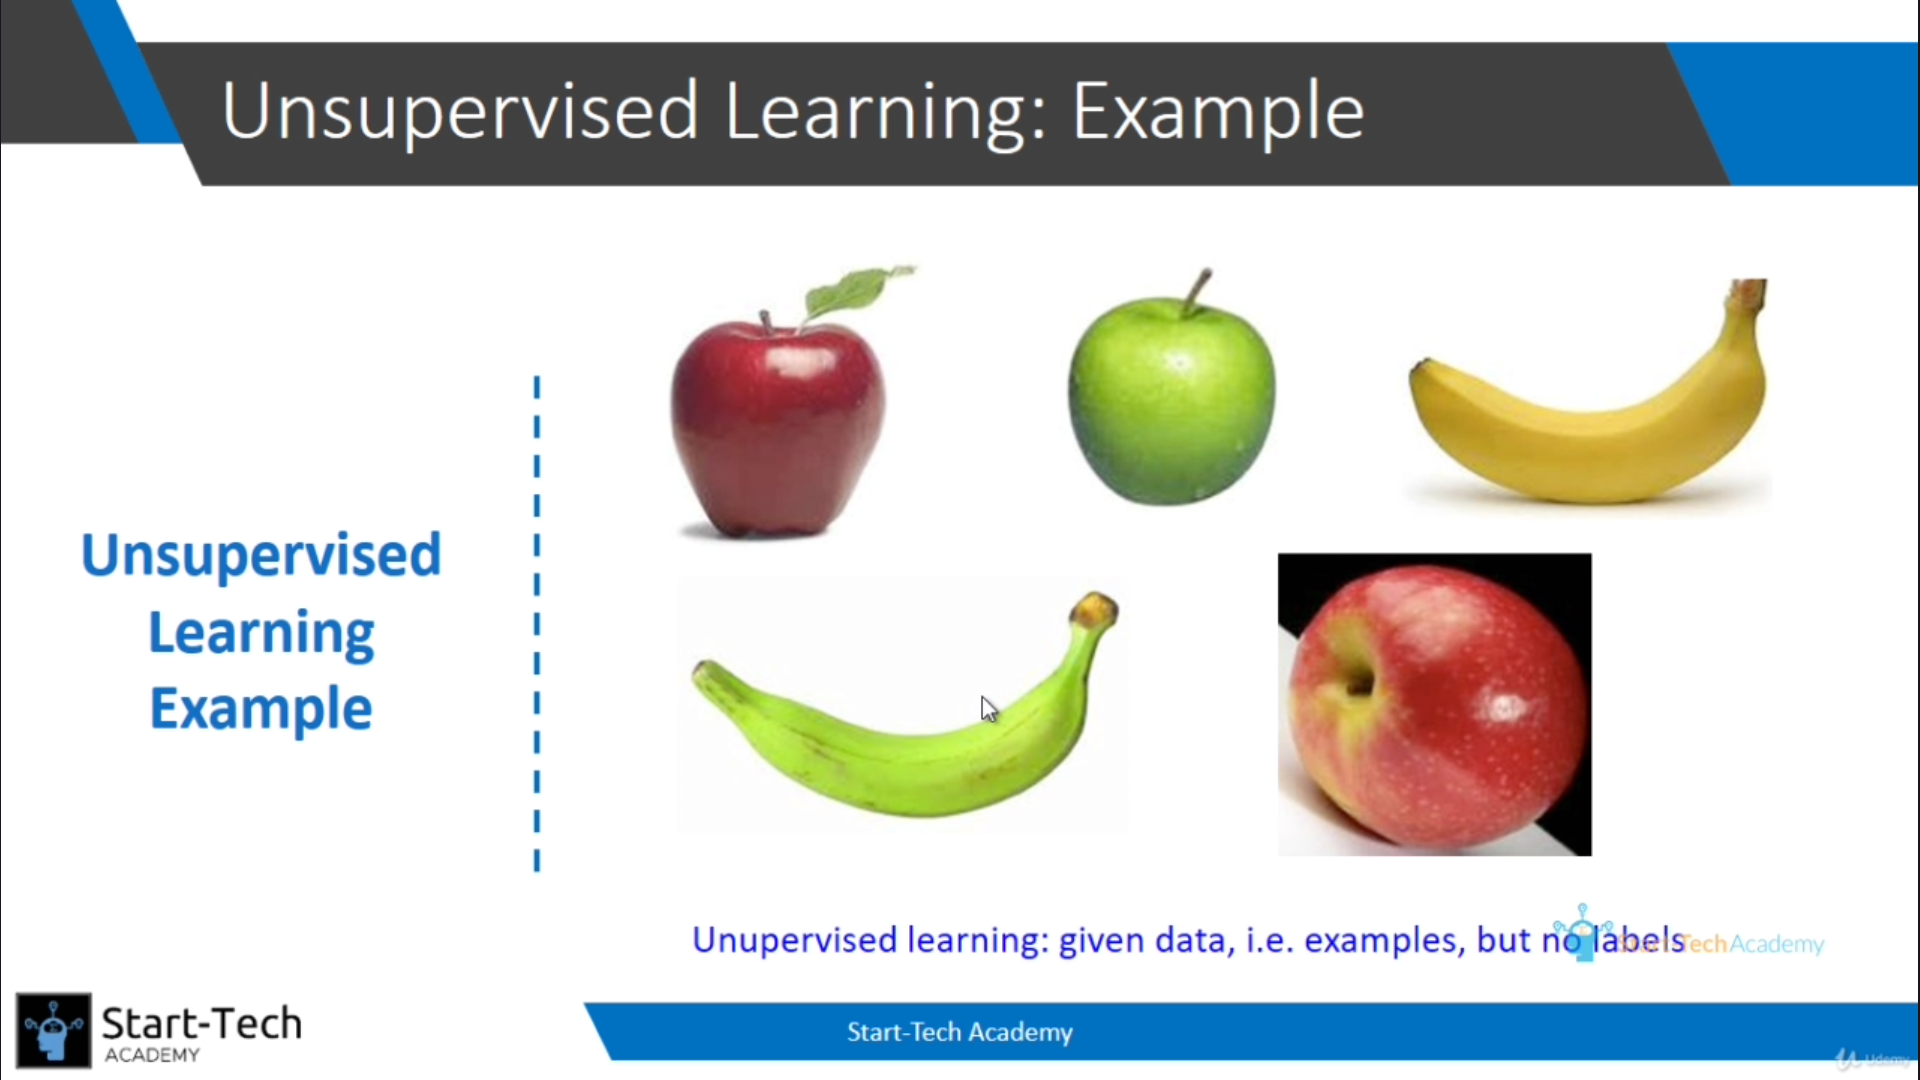 Unsupervised Learning: Example
Unsupervised
Learning
Example
Unupervised learning: given data, i.e. examples, but no labels
Start-Tech Academy
Start-Tech
ACADEMY
Start-Tech Academy
Udemy